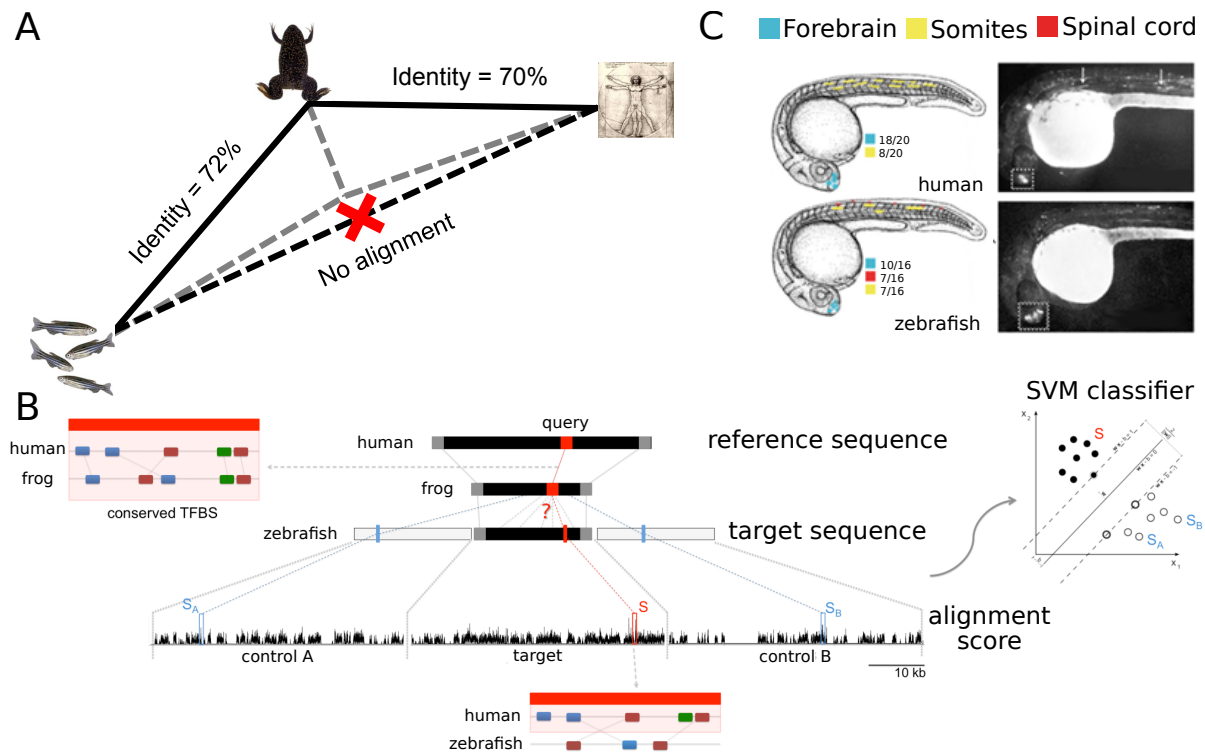 A
Identity = 70%
Identity = 72%
No alignment
C
Forebrain
Somites
Spinal cord
18/20
8/20
human
10/16
7/16
7/16
zebrafish
B
human
frog
conserved TFBS
query
human
reference sequence
frog
?
zebrafish
target sequence
SVM classifier
X2
S
SB
SA
X1
SA
S
SB
alignment
score
control A
target
control B
10 kb
human
zebrafish